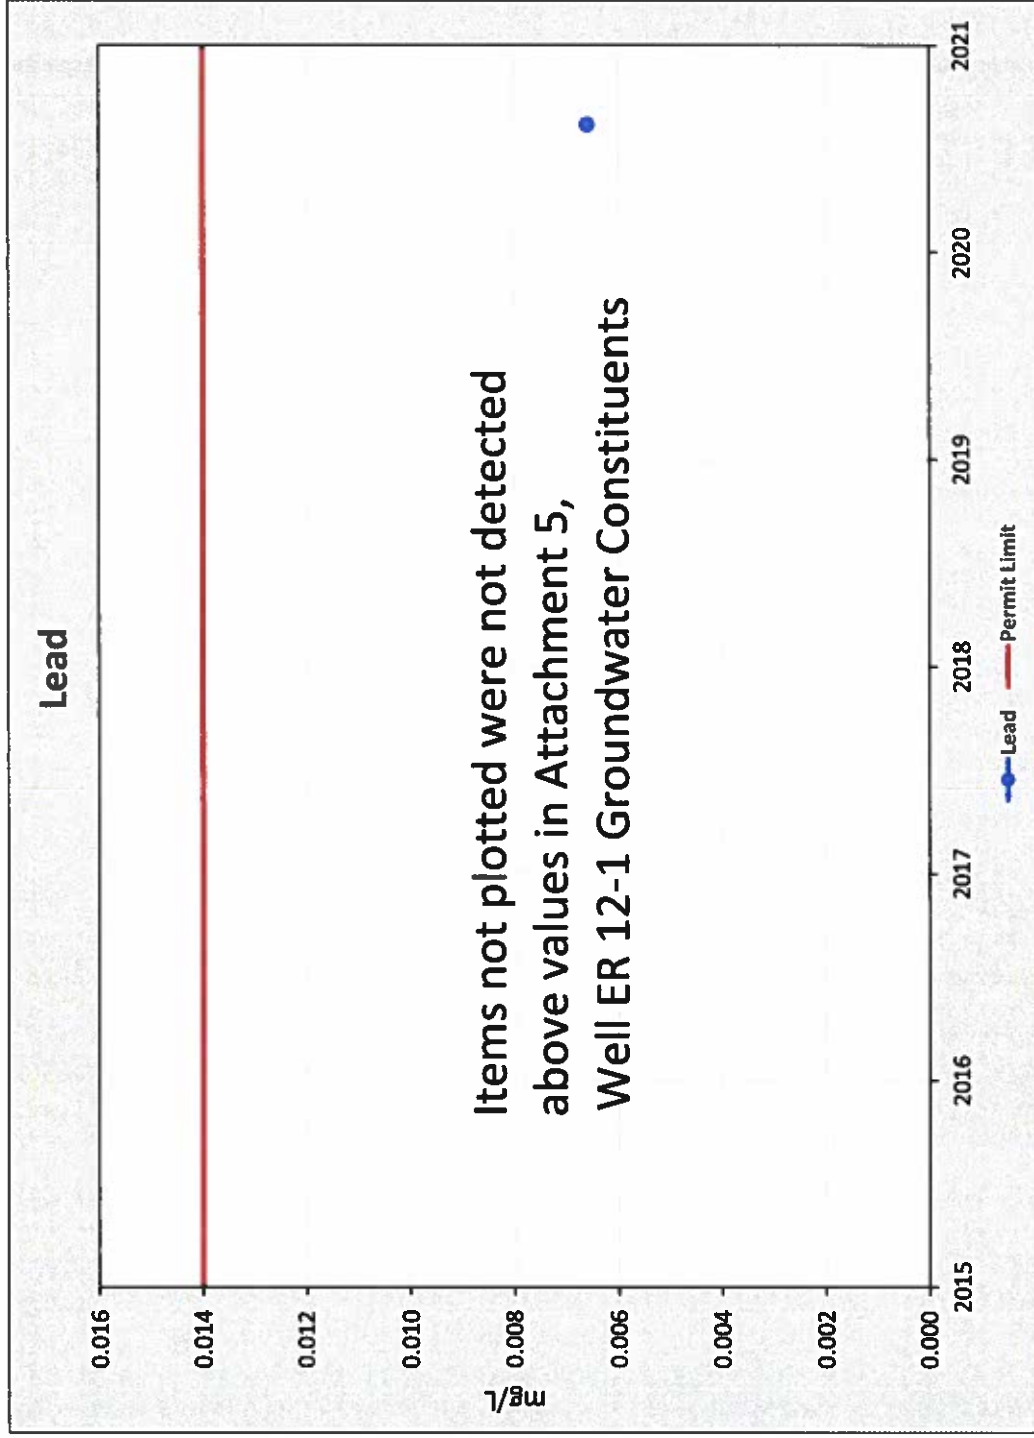 Lead
0.016
0.014
0.012
0.010
0.008
0.006
0.004
0.002
0.000
mg/L
Items not plotted were not detected
above values in Attachment 5,
Well ER 12-1 Groundwater Constituents
2015
2016
2017
2018
2019
2020
2021
Lead
Permit Limit